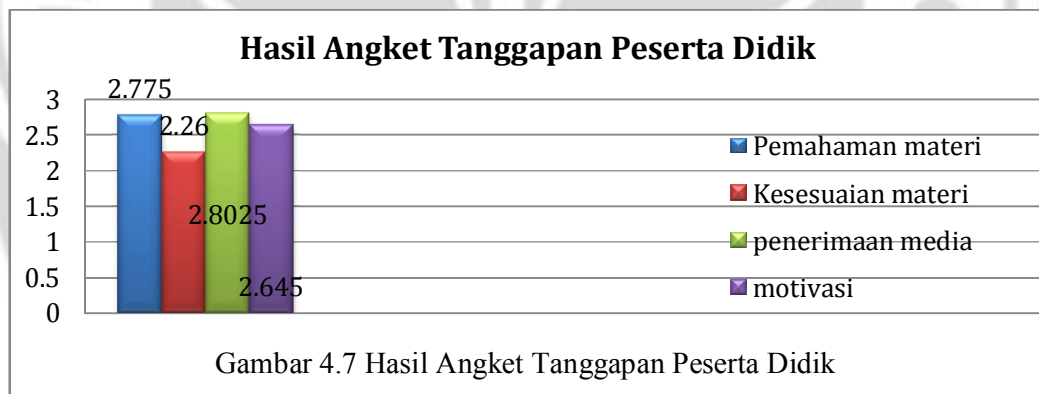 Hasil Angket Tanggapan Peserta Didik
2.775
3
2.26
2.5
Pemahaman materi
2
Kesesuaian materi
1.5
2.8025
penerimaan media
1
0.5
2.645
motivasi
0
Gambar 4.7 Hasil Angket Tanggapan Peserta Didik